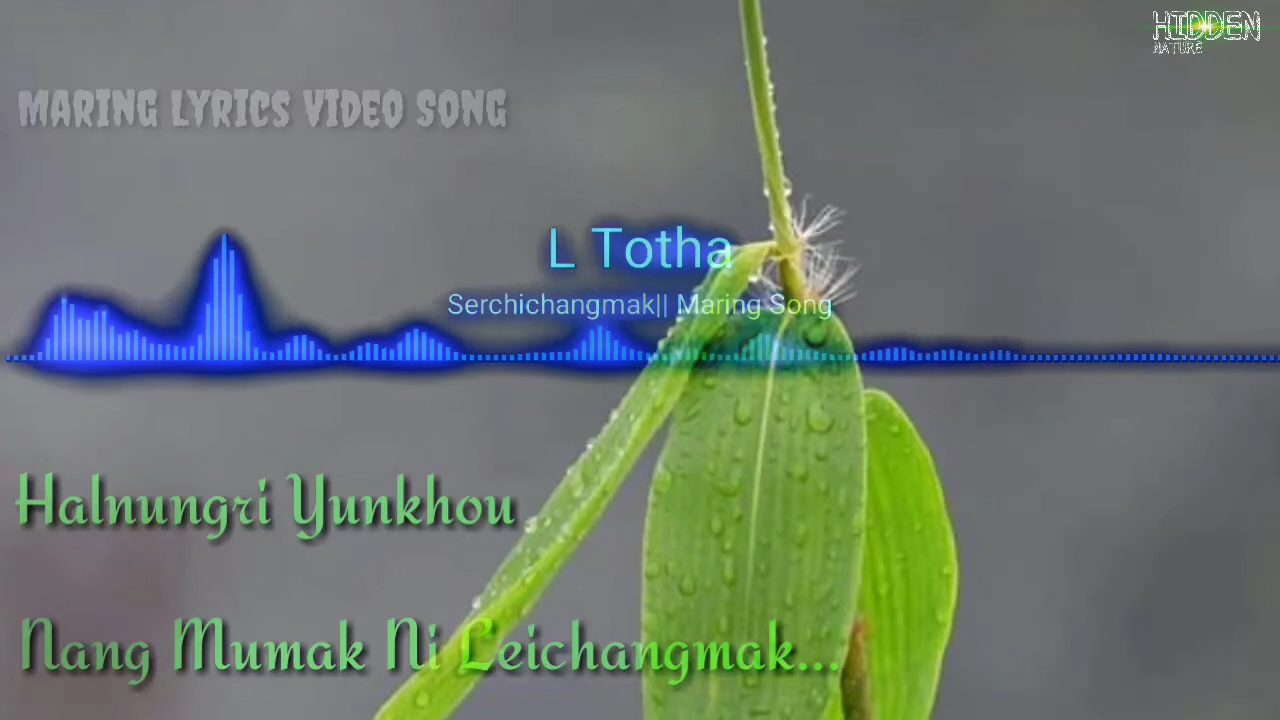 HIDDEN
NATURE
MARING LYRICS VIDEO SONG
L Totha
Serchichangmak|| Maring Song
Halnungri Yunkhou
Nang Mumak Ni Leichangmak...